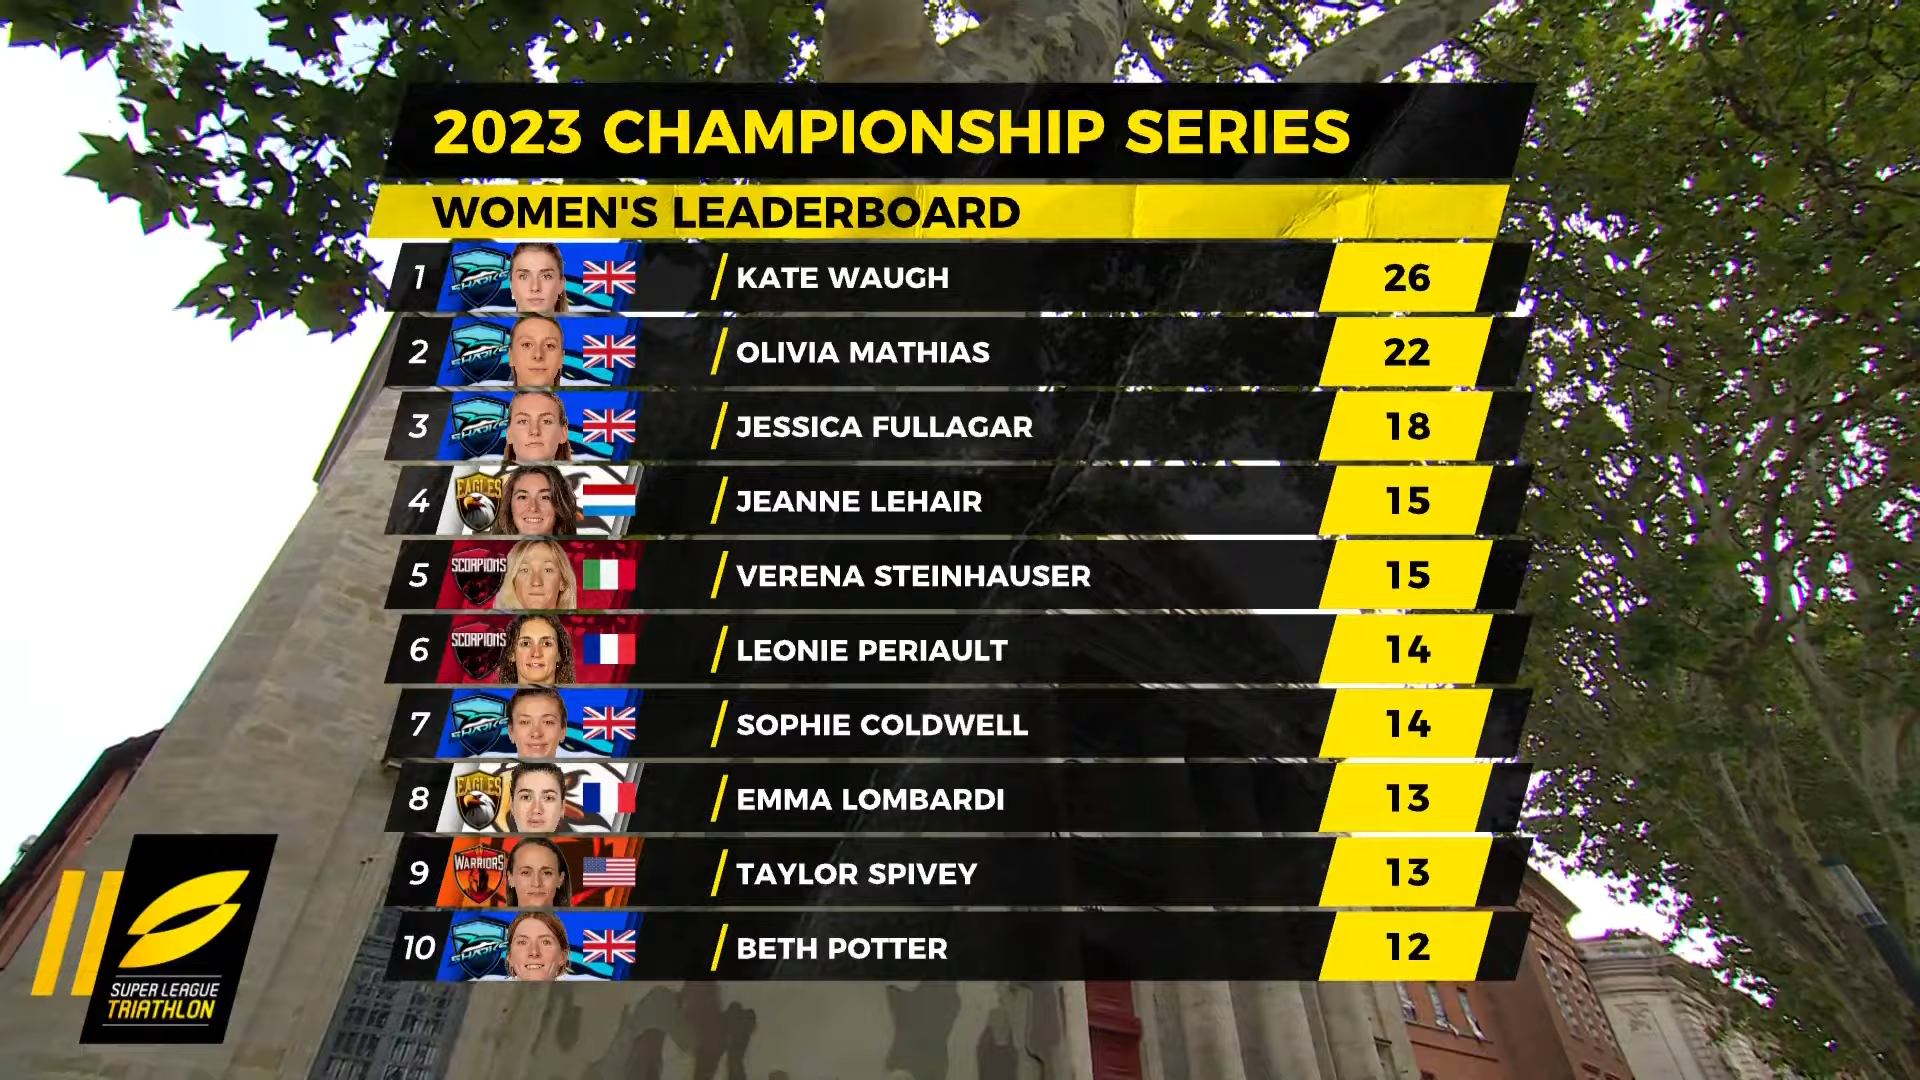 2023 CHAMPIONSHIP SERIES
WOMEN'S LEADERBOARD
1 SHARKS / KATE WAUGH 26
2 SHARKS / OLIVIA MATHIAS 22
3 SHARKS / JESSICA FULLAGAR 18
4 EAGLES / JEANNE LEHAIR 15
5 SCORPIONS / VERENA STEINHAUSER 15
6 SCORPIONS / LEONIE PERIAULT 14
7 SHARKS / SOPHIE COLDWELL 14
8 EAGLES / EMMA LOMBARDI 13
9 WARRIORS / TAYLOR SPIVEY 13
10 SHARKS / BETH POTTER 12
SUPER LEAGUE
TRIATHLON